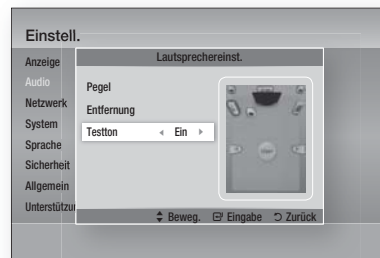 Einstell.
Anzeige
Audio
Netzwerk
System
Sprache
Sicherheit
Allgemein
Unterstützu
Lautsprechereinst.
Pegel
Entfernung
Testton ◄ Ein ►
Beweg. Eingabe Zurück